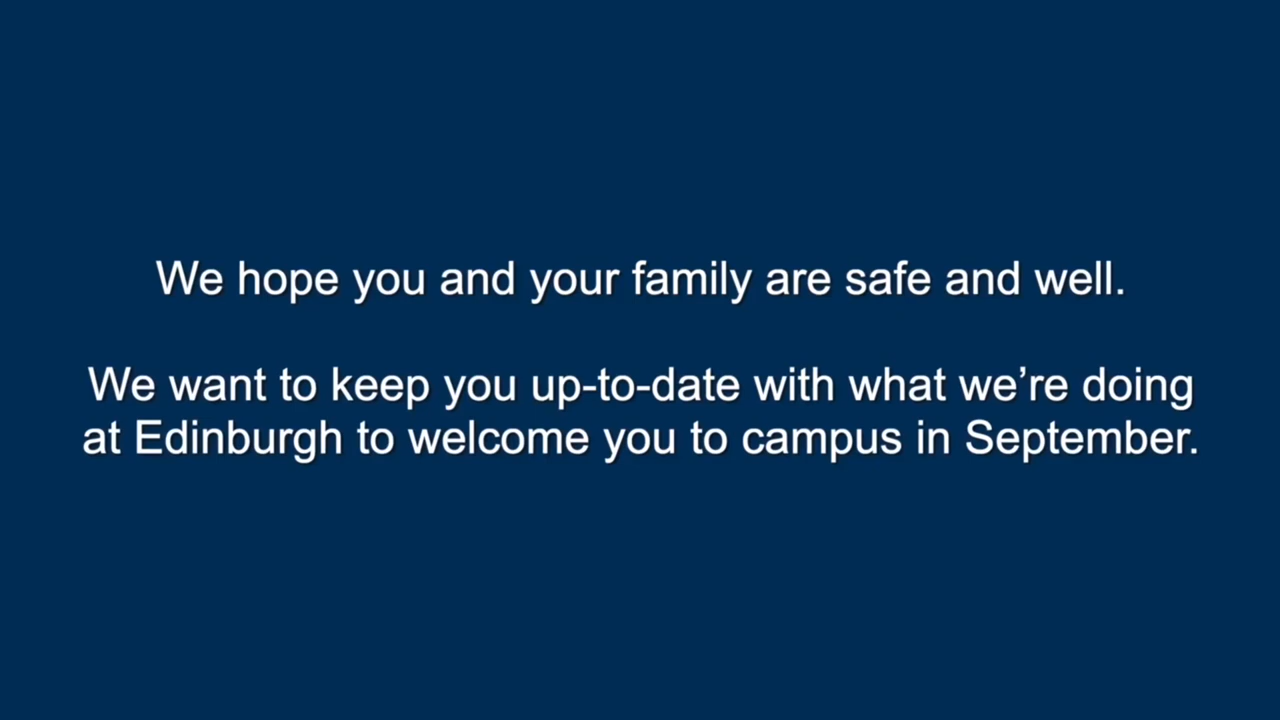 We hope you and your family are safe and well.
We want to keep you up-to-date with what we’re doing
at Edinburgh to welcome you to campus in September.